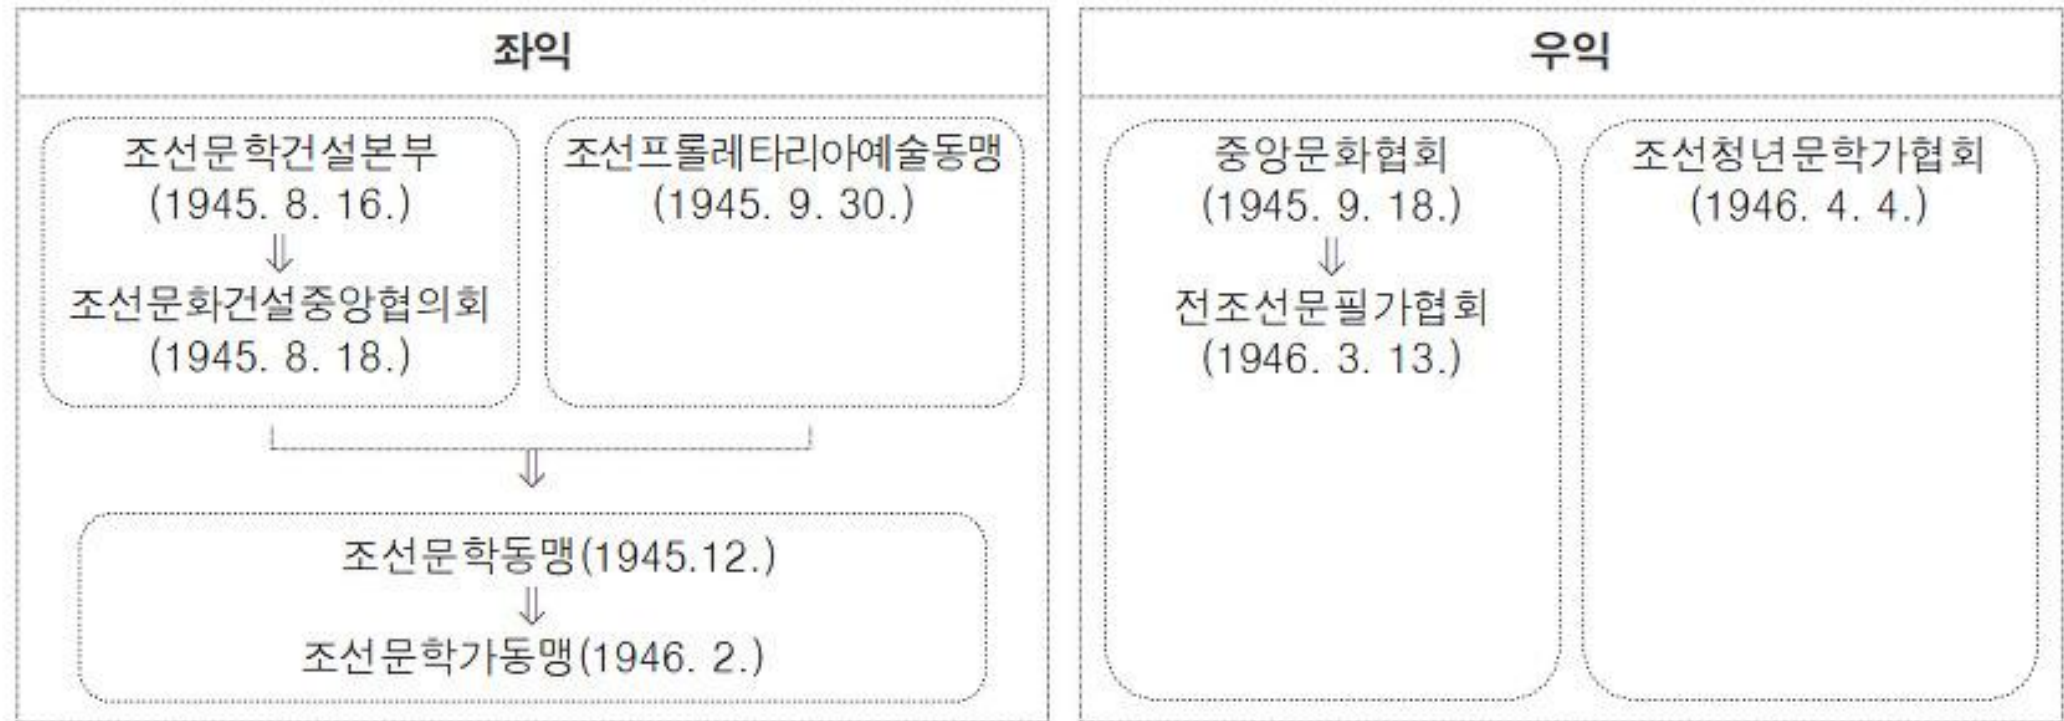 좌익
조선문학건설본부
(1945. 8. 16.)
⇓
조선문화건설중앙협의회
(1945. 8. 18.)
조선프롤레타리아예술동맹
(1945. 9. 30.)
⇓
조선문학동맹(1945.12.)
⇓
조선문학가동맹(1946. 2.)
우익
중앙문화협회
(1945. 9. 18.)
⇓
전조선문필가협회
(1946. 3. 13.)
조선청년문학가협회
(1946. 4. 4.)